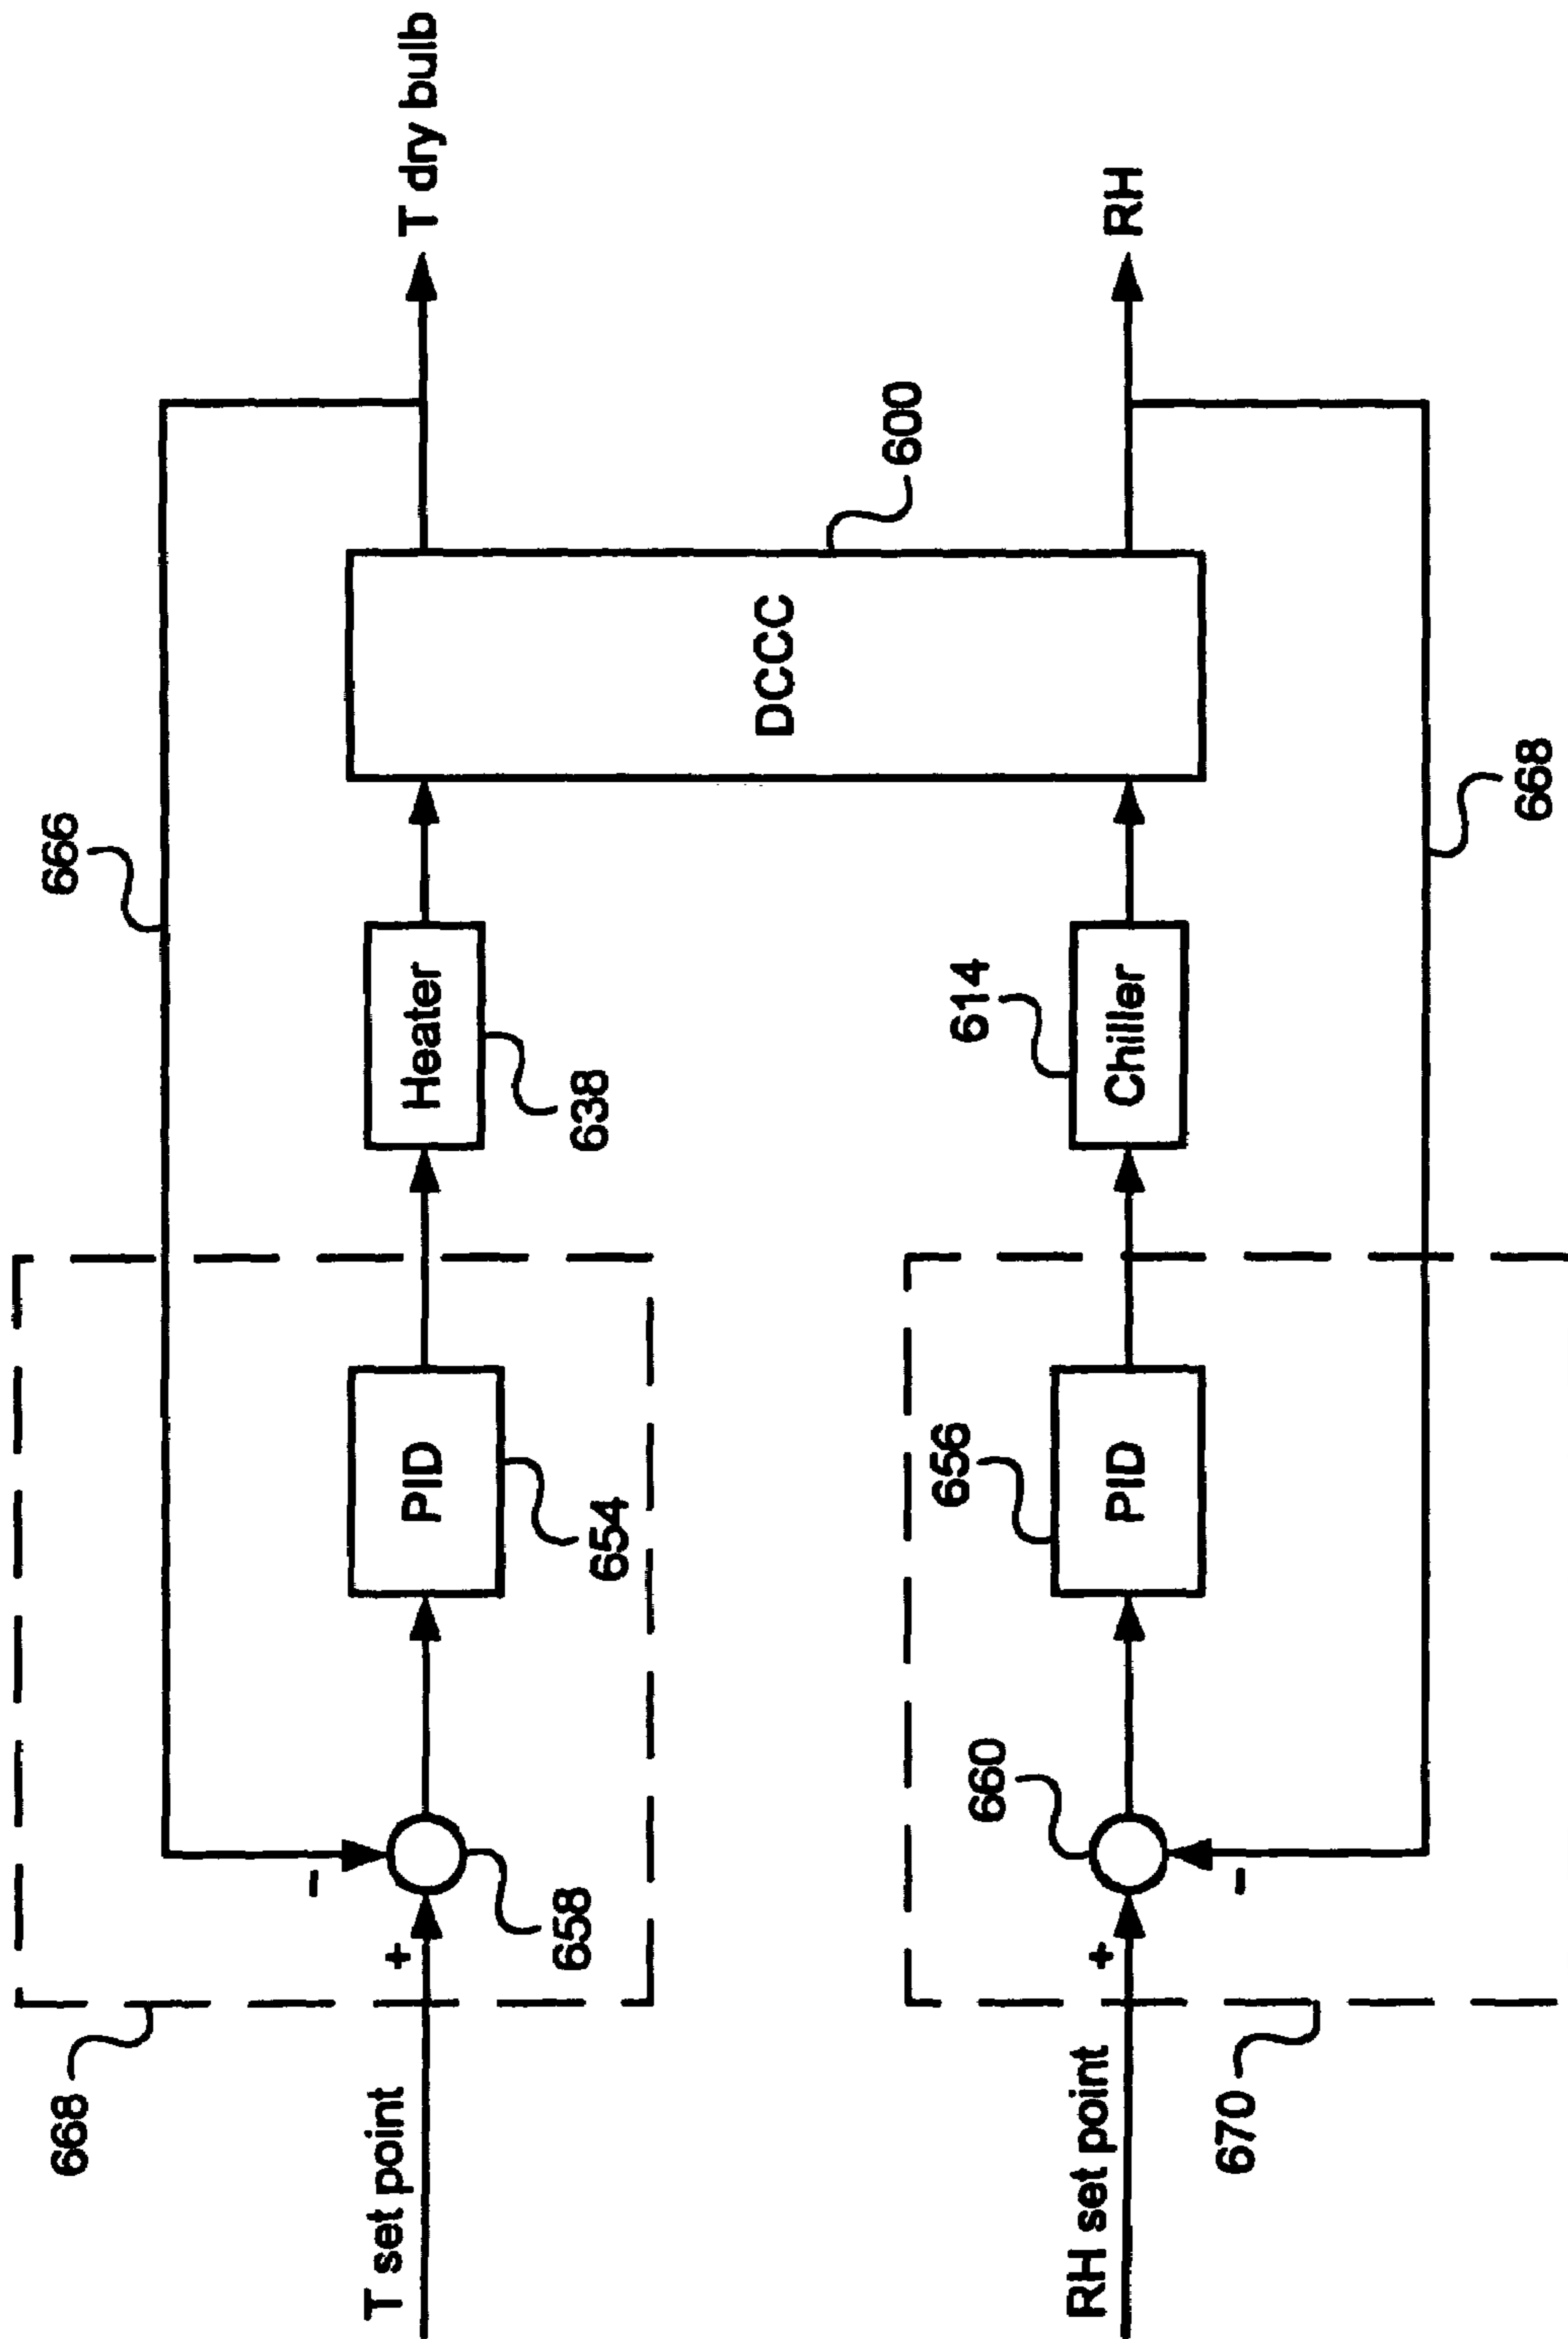 666
668
T set point
+
-
658
PID
654
Heater
638
T dry bulb
DCCC
600
RH set point
+
-
660
656
PID
614
Chiller
RH
670
668